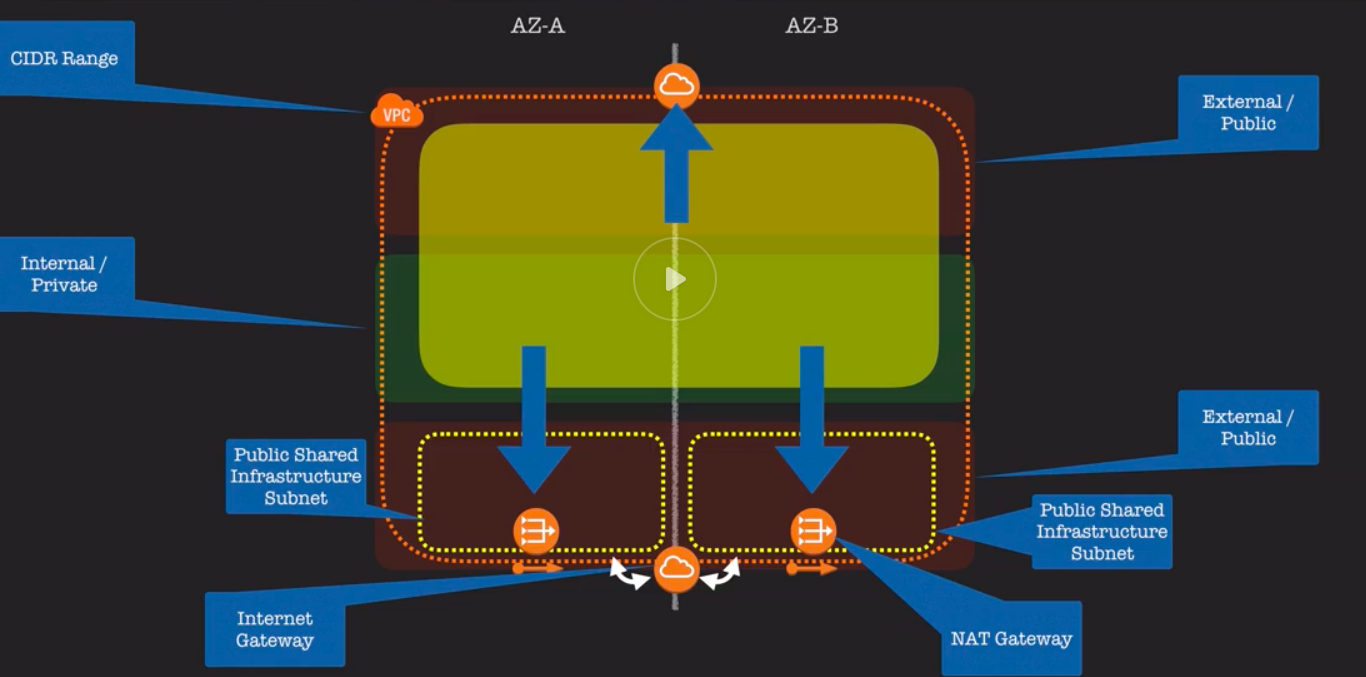 AZ-A
AZ-B
CIDR Range
VPC
External /
Public
Internal /
Private
External /
Public
Public Shared
Infrastructure
Subnet
Public Shared
Infrastructure
Subnet
Internet
Gateway
NAT Gateway